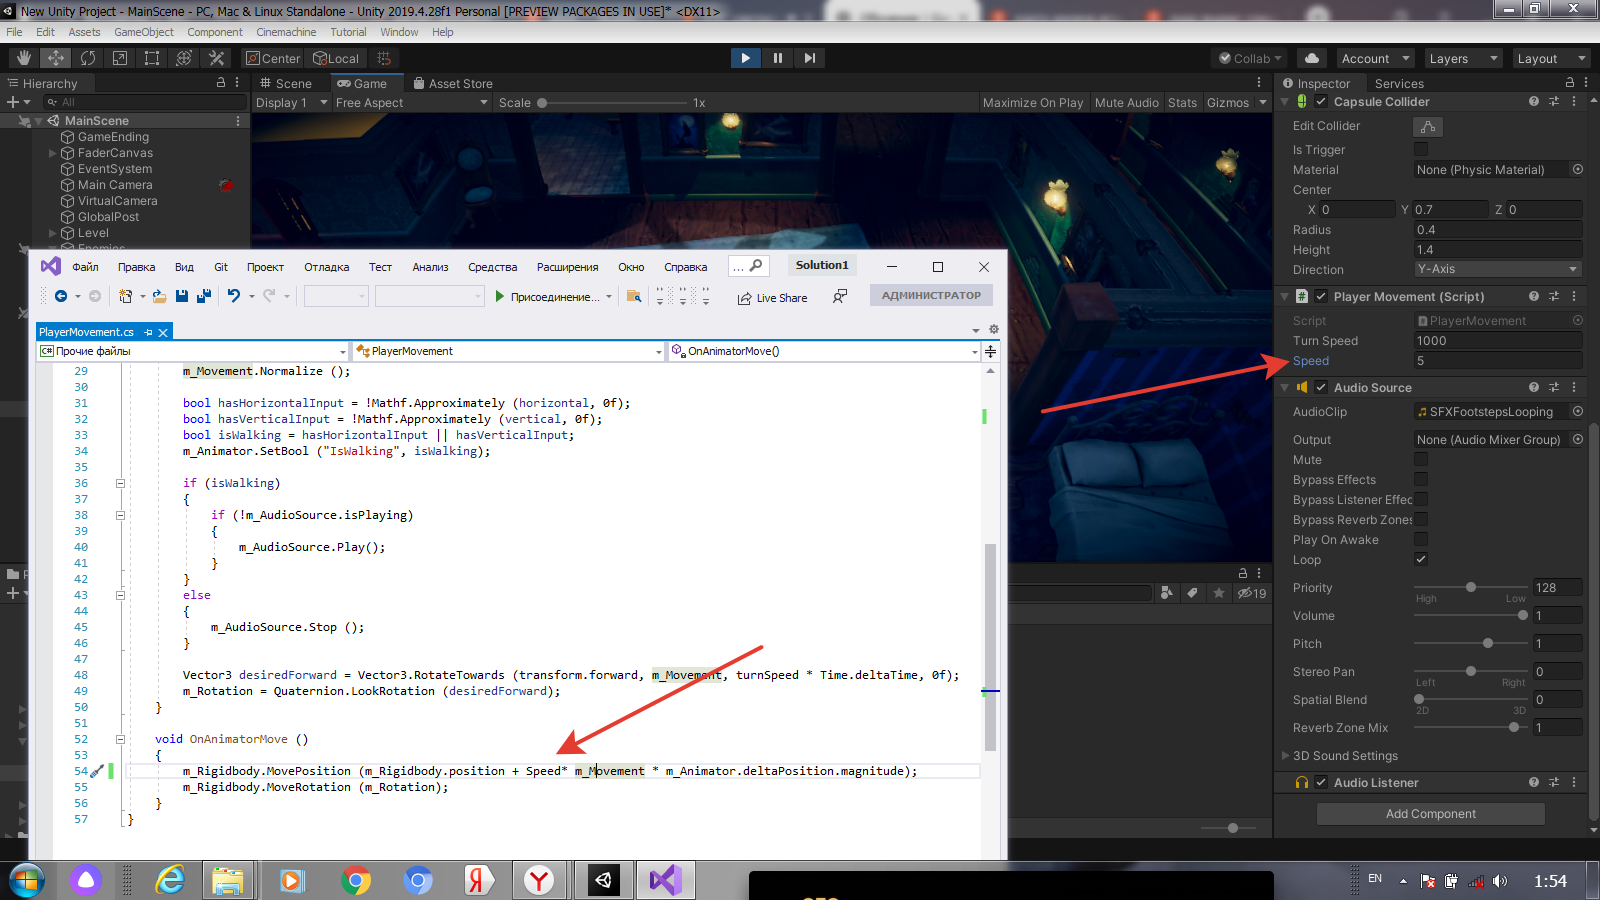 New Unity Project - MainScene - PC, Mac & Linux Standalone - Unity 2019.4.28f1 Personal [PREVIEW PACKAGES IN USE]* <DX11>
File Edit Assets GameObject Component Cinemachine Tutorial Window Help
Center Local Collab Account Layers Layout
Hierarchy Scene Game Asset Store Inspector Services
All Display 1 Free Aspect Scale 1x Maximize On Play Mute Audio Stats Gizmos
MainScene
GameEnding
FaderCanvas
EventSystem
Main Camera
VirtualCamera
GlobalPost
Level
Enemies
Capsule Collider
Edit Collider
Is Trigger
Material None (Physic Material)
Center
X 0 Y 0.7 Z 0
Radius 0.4
Height 1.4
Direction Y-Axis
Player Movement (Script)
Script PlayerMovement
Turn Speed 1000
Speed 5
Audio Source
AudioClip SFXFootstepsLooping
Output None (Audio Mixer Group)
Mute
Bypass Effects
Bypass Listener Effec
Bypass Reverb Zones
Play On Awake
Loop
Priority 128
High Low
Volume 1
Pitch 1
Stereo Pan 0
Left Right
Spatial Blend 0
2D 3D
Reverb Zone Mix 1
3D Sound Settings
Audio Listener
Add Component
19
Файл Правка Вид Git Проект Отладка Тест Анализ Средства Расширения Окно Справка ... Solution1
Присоединение... Live Share АДМИНИСТРАТОР
PlayerMovement.cs
C# Прочие файлы PlayerMovement OnAnimatorMove()
29 m_Movement.Normalize ();
30
31 bool hasHorizontalInput = !Mathf.Approximately (horizontal, 0f);
32 bool hasVerticalInput = !Mathf.Approximately (vertical, 0f);
33 bool isWalking = hasHorizontalInput || hasVerticalInput;
34 m_Animator.SetBool ("IsWalking", isWalking);
35
36 if (isWalking)
37 {
38 if (!m_AudioSource.isPlaying)
39 {
40 m_AudioSource.Play();
41 }
42 }
43 else
44 {
45 m_AudioSource.Stop ();
46 }
47
48 Vector3 desiredForward = Vector3.RotateTowards (transform.forward, m_Movement, turnSpeed * Time.deltaTime, 0f);
49 m_Rotation = Quaternion.LookRotation (desiredForward);
50 }
51
52 void OnAnimatorMove ()
53 {
54 m_Rigidbody.MovePosition (m_Rigidbody.position + Speed* m_Movement * m_Animator.deltaPosition.magnitude);
55 m_Rigidbody.MoveRotation (m_Rotation);
56 }
57 }
EN 1:54